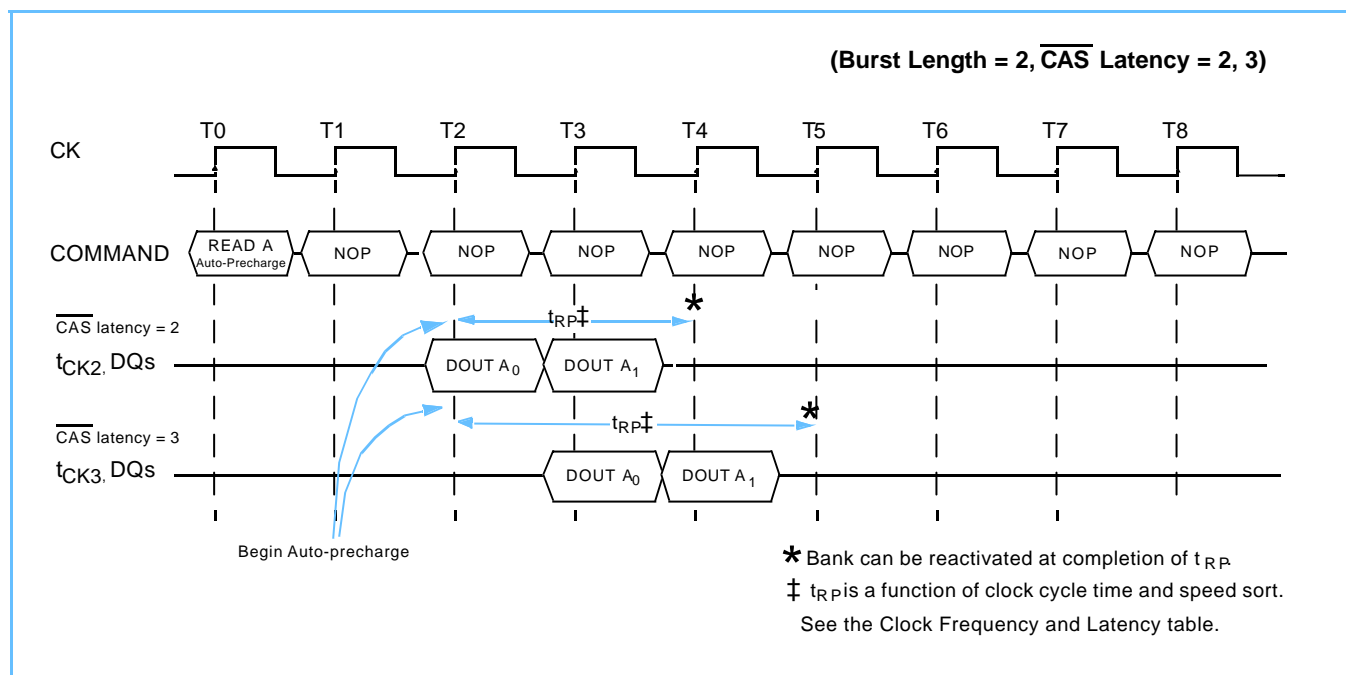 (Burst Length = 2, CAS Latency = 2, 3)
T0 T1 T2 T3 T4 T5 T6 T7 T8
CK
COMMAND
READ A NOP NOP NOP NOP NOP NOP NOP NOP
Auto-Precharge
*
tRP‡
CAS latency = 2
tCK2, DQs
DOUT A0 DOUT A1
*
tRP‡
CAS latency = 3
tCK3, DQs
DOUT A0 DOUT A1
Begin Auto-precharge
* Bank can be reactivated at completion of tRP.
‡ tRP is a function of clock cycle time and speed sort.
See the Clock Frequency and Latency table.